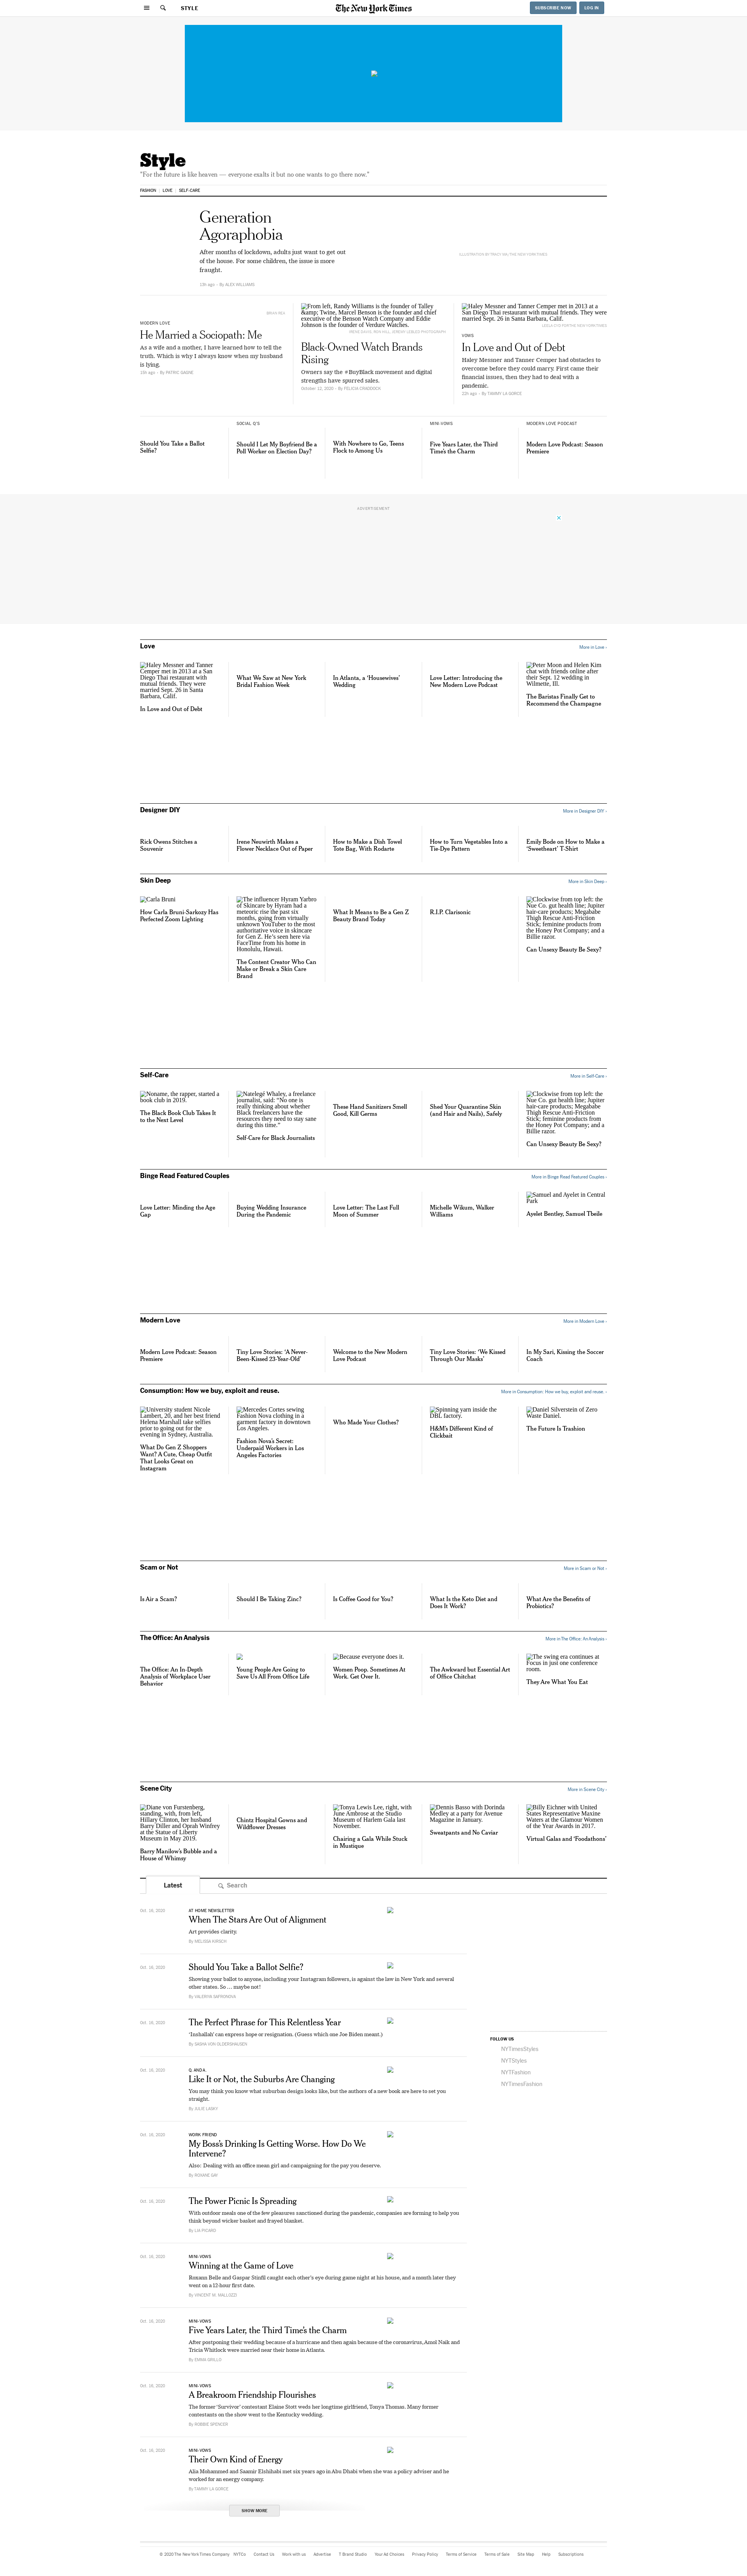 STYLE
The New York Times
SUBSCRIBE NOW
LOG IN
Style
"For the future is like heaven — everyone exalts it but no one wants to go there now."
FASHION
LOVE
SELF-CARE
Generation
Agoraphobia
After months of lockdown, adults just want to get out
of the house. For some children, the issue is more
fraught.
By ALEX WILLIAMS
BRIAN REA
MODERN LOVE
He Married a Sociopath: Me
As a wife and a mother, I have learned how to tell the
truth. Which is why I always know when my husband
is lying.
By PATRIC GAGNE
From left, Randy Williams is the founder of Talley
&amp; Twine, Marcel Benson is the founder and chief
executive of the Benson Watch Company and Eddie
Johnson is the founder of Verdure Watches.
Black-Owned Watch Brands
Rising
Owners say the #BuyBlack movement and digital
strategies have spurred sales.
October 12, 2020 - By FELICIA CRADDOCK
Haley Messner and Tanner Cemper met in 2013 at a
San Diego Thai restaurant with mutual friends. They were
married Sept. 26 in Santa Barbara, Calif.
VOWS
In Love and Out of Debt
Haley Messner and Tanner Cemper had obstacles to
overcome before they could marry. First came their
financial issues, then they had to deal with a
pandemic.
By TAMMY LA GORCE
Should You Take a Ballot
Selfie?
SOCIAL Q'S
Should I Let My Boyfriend Be a
Poll Worker on Election Day?
With Nowhere to Go, Teens
Flock to Among Us
MINI-VOWS
Five Years Later, the Third
Time's the Charm
MODERN LOVE PODCAST
Modern Love Podcast: Season
Premiere
ADVERTISEMENT
Love
More in Love ›
Haley Messner and Tanner
Cemper met in 2013 at a San
Diego Thai restaurant with
mutual friends. They were
married Sept. 26 in Santa
Barbara, Calif.
In Love and Out of Debt
What We Saw at New York
Bridal Fashion Week
In Atlanta, a 'Housewives'
Wedding
Love Letter: Introducing the
New Modern Love Podcast
Peter Moon and Helen Kim
chat with friends online after
their Sept. 12 wedding in
Wilmette, Ill.
The Baristas Finally Get to
Recommend the Champagne
Designer DIY
More in Designer DIY ›
Rick Owens Stitches a
Souvenir
Irene Neuwirth Makes a
Flower Necklace Out of Paper
How to Make a Dish Towel
Tote Bag, With Rodarte
How to Turn Vegetables Into a
Tie-Dye Pattern
Emily Bode on How to Make a
'Sweetheart' T-Shirt
Skin Deep
More in Skin Deep ›
Carla Bruni
How Carla Bruni-Sarkozy Has
Perfected Zoom Lighting
The influencer Hyram Yarbro
of Skincare by Hyram had a
meteoric rise the past six
months, going from virtually
unknown YouTuber to the most
authoritative voice in skincare
for Gen Z. He's seen here via
FaceTime from his home in
Honolulu, Hawaii.
The Content Creator Who Can
Make or Break a Skin Care
Brand
What It Means to Be a Gen Z
Beauty Brand Today
R.I.P. Clarisonic
Clockwise from top left: the
Nue Co. gut health line; Jupiter
hair-care products; Megababe
Thigh Rescue Anti-Friction
Stick; feminine products from
the Honey Pot Company; and a
Billie razor.
Can Unsexy Beauty Be Sexy?
Self-Care
More in Self-Care ›
Noname, the rapper, started a
book club in 2019.
The Black Book Club Takes It
to the Next Level
Natelegé Whaley, a freelance
journalist, said: "No one is
really thinking about whether
Black freelancers have the
resources they need to stay sane
during this time."
Self-Care for Black Journalists
These Hand Sanitizers Smell
Good, Kill Germs
Shed Your Quarantine Skin
(and Hair and Nails), Safely
Clockwise from top left: the
Nue Co. gut health line; Jupiter
hair-care products; Megababe
Thigh Rescue Anti-Friction
Stick; feminine products from
the Honey Pot Company; and a
Billie razor.
Can Unsexy Beauty Be Sexy?
Binge Read Featured Couples
More in Binge Read Featured Couples ›
Love Letter: Minding the Age
Gap
Buying Wedding Insurance
During the Pandemic
Love Letter: The Last Full
Moon of Summer
Michelle Wikum, Walker
Williams
Samuel and Ayelet in Central
Park
Ayelet Bentley, Samuel Tbeile
Modern Love
More in Modern Love ›
Modern Love Podcast: Season
Premiere
Tiny Love Stories: 'A Never-
Been-Kissed 23-Year-Old'
Welcome to the New Modern
Love Podcast
Tiny Love Stories: 'We Kissed
Through Our Masks'
In My Sari, Kissing the Soccer
Coach
Consumption: How we buy, exploit and reuse.
More in Consumption: How we buy, exploit and reuse. ›
University student Nicole
Lambert, 20, and her best friend
Helena Marshall take selfies
prior to going out for the
evening in Sydney, Australia.
What Do Gen Z Shoppers
Want? A Cute, Cheap Outfit
That Looks Great on
Instagram
Mercedes Cortes sewing
Fashion Nova clothing in a
garment factory in downtown
Los Angeles.
Fashion Nova's Secret:
Underpaid Workers in Los
Angeles Factories
Who Made Your Clothes?
Spinning yarn inside the
DBL factory.
H&M's Different Kind of
Clickbait
Daniel Silverstein of Zero
Waste Daniel.
The Future Is Trashion
Scam or Not
More in Scam or Not ›
Is Air a Scam?
Should I Be Taking Zinc?
Is Coffee Good for You?
What Is the Keto Diet and
Does It Work?
What Are the Benefits of
Probiotics?
The Office: An Analysis
More in The Office: An Analysis ›
The Office: An In-Depth
Analysis of Workplace User
Behavior
Young People Are Going to
Save Us All From Office Life
Because everyone does it.
Women Poop. Sometimes At
Work. Get Over It.
The Awkward but Essential Art
of Office Chitchat
The swing era continues at
Focus in just one conference
room.
They Are What You Eat
Scene City
More in Scene City ›
Diane von Furstenberg,
standing, with, from left,
Hillary Clinton, her husband
Barry Diller and Oprah Winfrey
at the Statue of Liberty
Museum in May 2019.
Barry Manilow's Bubble and a
House of Whimsy
Chintz Hospital Gowns and
Wildflower Dresses
Tonya Lewis Lee, right, with
June Ambrose at the Studio
Museum of Harlem Gala last
November.
Chairing a Gala While Stuck
in Mustique
Dennis Basso with Dorinda
Medley at a party for Avenue
Magazine in January.
Sweatpants and No Caviar
Billy Eichner with United
States Representative Maxine
Waters at the Glamour Women
of the Year Awards in 2017.
Virtual Galas and 'Foodathons'
Latest
Search
Oct. 16, 2020
AT HOME NEWSLETTER
When The Stars Are Out of Alignment
Art provides clarity.
By MELISSA KIRSCH
Oct. 16, 2020
Should You Take a Ballot Selfie?
Showing your ballot to anyone, including your Instagram followers, is against the law in New York and several
other states. So … maybe not!
By VALERIYA SAFRONOVA
Oct. 16, 2020
The Perfect Phrase for This Relentless Year
'Inshallah' can express hope or resignation. (Guess which one Joe Biden meant.)
By SASHA VON OLDERSHAUSEN
Oct. 16, 2020
Q. AND A.
Like It or Not, the Suburbs Are Changing
You may think you know what suburban design looks like, but the authors of a new book are here to set you
straight.
By JULIE LASKY
Oct. 16, 2020
WORK FRIEND
My Boss's Drinking Is Getting Worse. How Do We
Intervene?
Also: Dealing with an office mean girl and campaigning for the pay you deserve.
By ROXANE GAY
Oct. 16, 2020
The Power Picnic Is Spreading
With outdoor meals one of the few pleasures sanctioned during the pandemic, companies are forming to help you
think beyond wicker basket and frayed blanket.
By LIA PICARD
Oct. 16, 2020
MINI-VOWS
Winning at the Game of Love
Romans Belle and Gaspar Stinfil caught each other's eye during game night at his house, and a month later they
went on a 12-hour first date.
By VINCENT M. MALLOZZI
Oct. 16, 2020
MINI-VOWS
Five Years Later, the Third Time's the Charm
After postponing their wedding because of a hurricane and then again because of the coronavirus, Amol Naik and
Tricia Whitlock were married near their home in Atlanta.
By EMMA GRILLO
Oct. 16, 2020
MINI-VOWS
A Breakroom Friendship Flourishes
The former 'Survivor' contestant Elaine Stott weds her longtime girlfriend, Tonya Thomas. Many former
contestants on the show went to the Kentucky wedding.
By ROBBIE SPENCER
Oct. 16, 2020
MINI-VOWS
Their Own Kind of Energy
Alia Mohammed and Saamir Elshihabi met six years ago in Abu Dhabi when she was a policy adviser and he
worked for an energy company.
By TAMMY LA GORCE
SHOW MORE
FOLLOW US
NYTimesStyles
NYTStyles
NYTFashion
NYTimesFashion
© 2020 The New York Times Company
NYTCo
Contact Us
Work with us
Advertise
T Brand Studio
Your Ad Choices
Privacy Policy
Terms of Service
Terms of Sale
Site Map
Help
Subscriptions